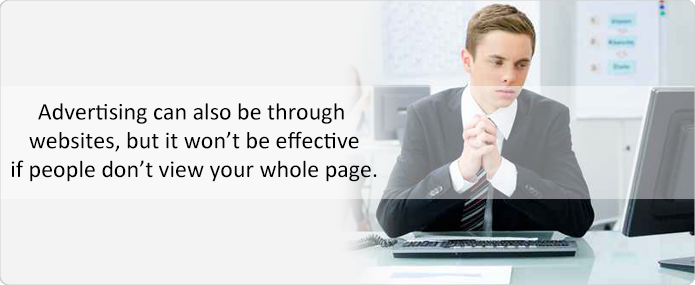 Advertising can also be through
websites, but it won't be effective
if people don't view your whole page.